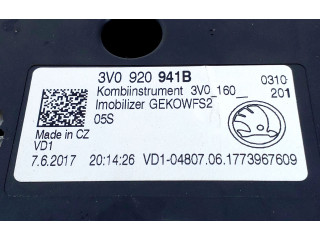 3V0 920 941B
Kombiinstrument 3V0_160__ 0310
Imobilizer GEKOWFS2 201
05S
Made in CZ
VD1
7.6.2017 20:14:26 VD1-04807.06.1773967609